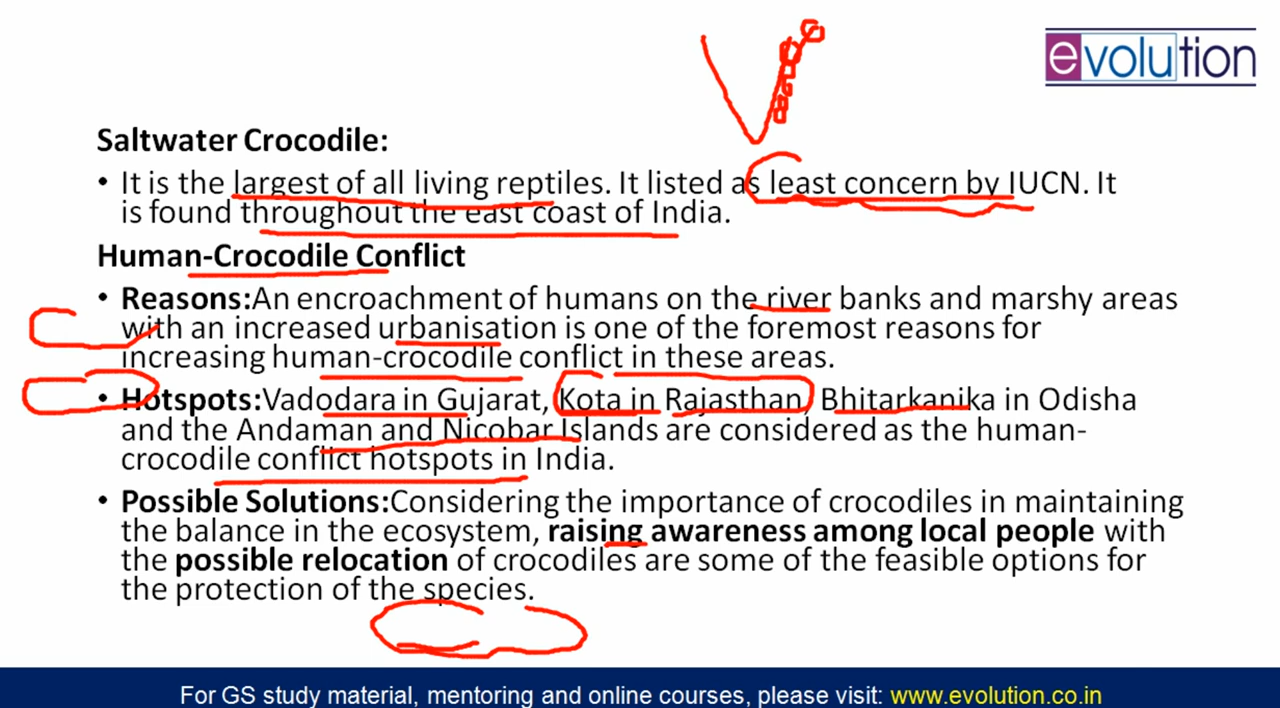 evolution
Saltwater Crocodile:
• It is the largest of all living reptiles. It listed as least concern by IUCN. It
is found throughout the east coast of India.
Human-Crocodile Conflict
• Reasons:An encroachment of humans on the river banks and marshy areas
with an increased urbanisation is one of the foremost reasons for
increasing human-crocodile conflict in these areas.
• Hotspots:Vadodara in Gujarat, Kota in Rajasthan, Bhitarkanika in Odisha
and the Andaman and Nicobar Islands are considered as the human-
crocodile conflict hotspots in India.
• Possible Solutions:Considering the importance of crocodiles in maintaining
the balance in the ecosystem, raising awareness among local people with
the possible relocation of crocodiles are some of the feasible options for
the protection of the species.
For GS study material, mentoring and online courses, please visit: www.evolution.co.in